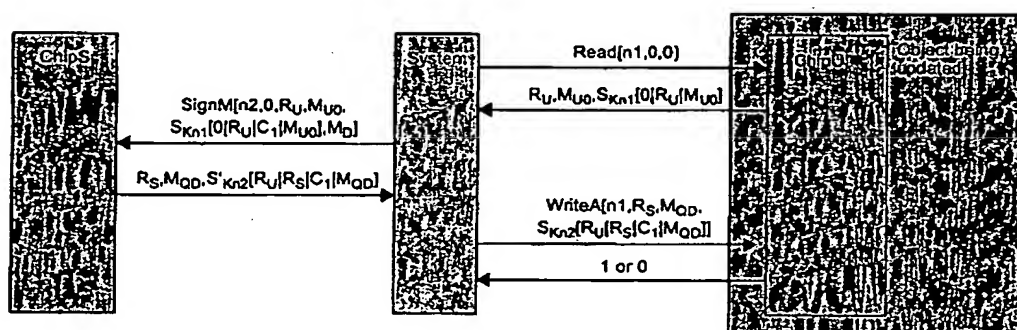 ChipS
System
Object being
updated
Read[n1,0,0]
R_U,M_U0,S_Kn1[0|R_U|M_U0]
SignM[n2,0,R_U,M_U0,
S_Kn1[0|R_U|C_1|M_U0],M_D]
R_S,M_QD,S'_Kn2[R_U|R_S|C_1|M_QD]
WriteA[n1,R_S,M_QD,
S_Kn2[R_U|R_S|C_1|M_QD]]
1 or 0